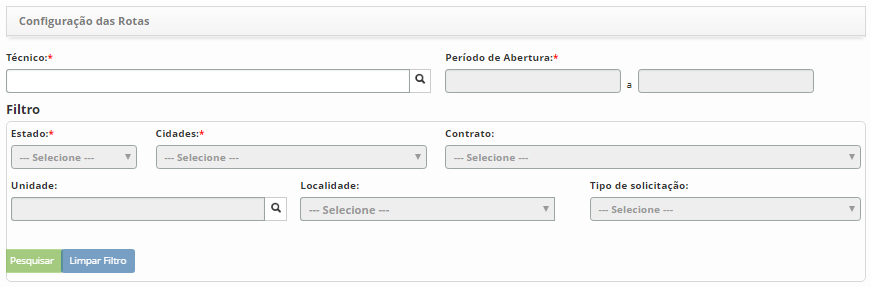 Configuração das Rotas
Técnico:* Período de Abertura:*
a
Filtro
Estado:* Cidades:* Contrato:
--- Selecione --- --- Selecione --- --- Selecione ---
Unidade: Localidade: Tipo de solicitação:
--- Selecione --- --- Selecione ---
Pesquisar Limpar Filtro